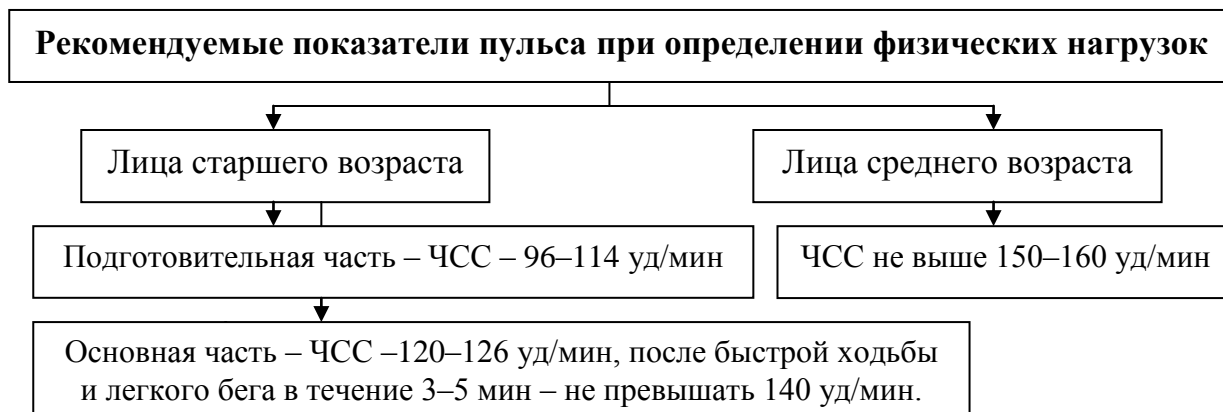 Рекомендуемые показатели пульса при определении физических нагрузок
Лица старшего возраста
Лица среднего возраста
Подготовительная часть – ЧСС – 96–114 уд/мин
ЧСС не выше 150–160 уд/мин
Основная часть – ЧСС –120–126 уд/мин, после быстрой ходьбы
и легкого бега в течение 3–5 мин – не превышать 140 уд/мин.